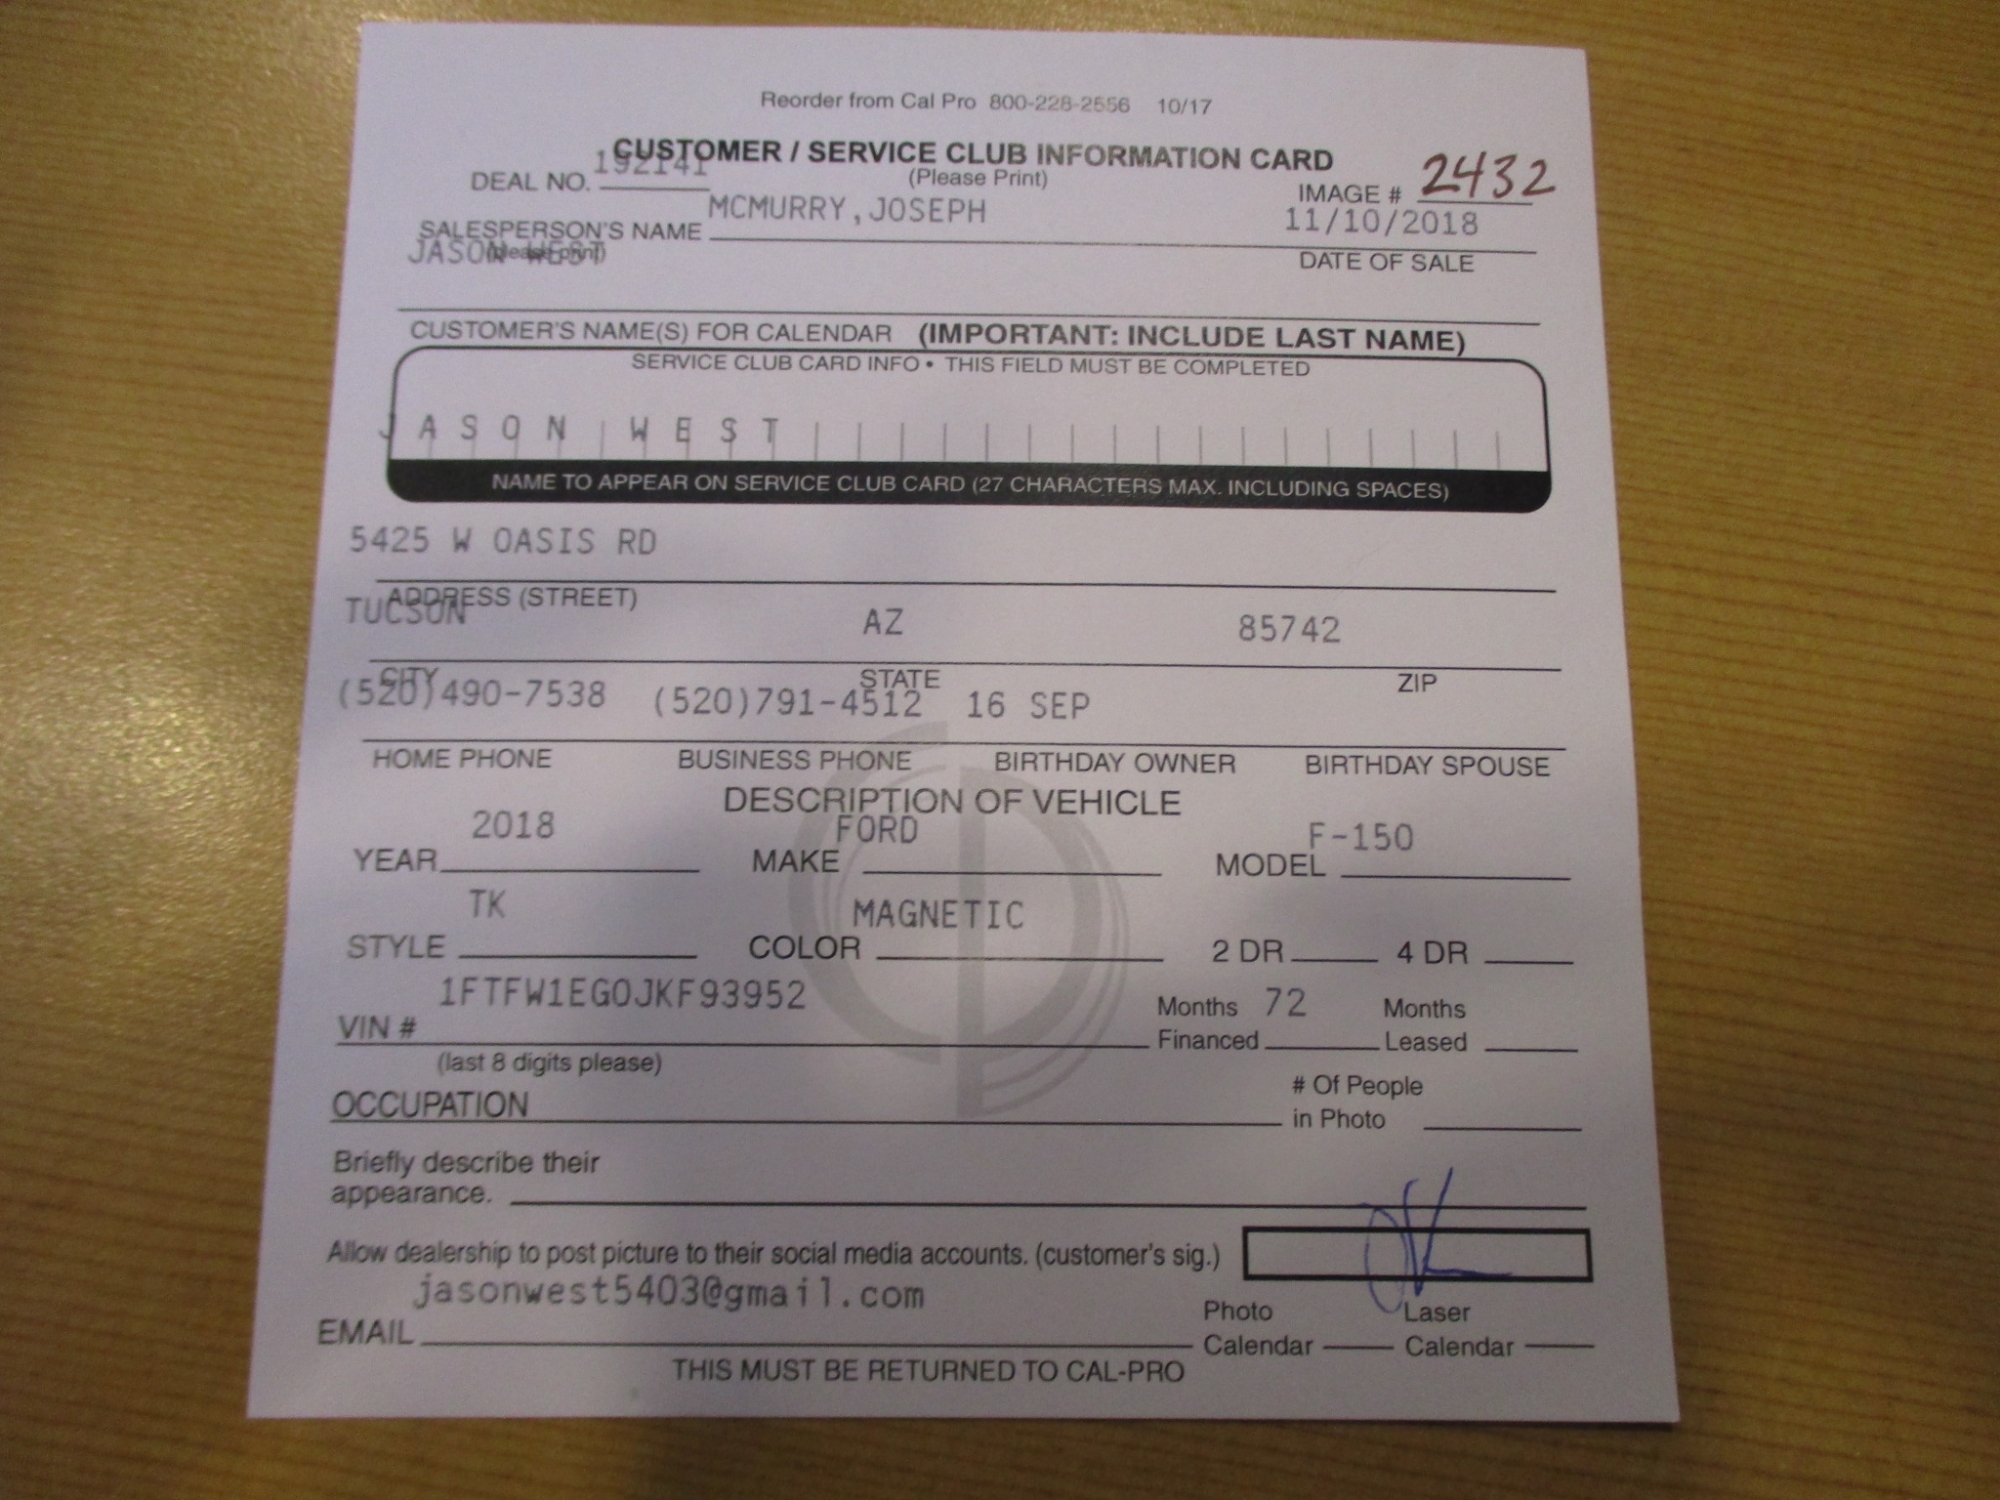 Reorder from Cal Pro 800-228-2556 10/17
CUSTOMER / SERVICE CLUB INFORMATION CARD
(Please Print)
DEAL NO. 192141
IMAGE # 2432
SALESPERSON'S NAME MCMURRY,JOSEPH
11/10/2018
(please print)
DATE OF SALE
JASON WEST
CUSTOMER'S NAME(S) FOR CALENDAR (IMPORTANT: INCLUDE LAST NAME)
SERVICE CLUB CARD INFO • THIS FIELD MUST BE COMPLETED
JASON WEST
NAME TO APPEAR ON SERVICE CLUB CARD (27 CHARACTERS MAX. INCLUDING SPACES)
5425 W OASIS RD
ADDRESS (STREET)
TUCSON AZ 85742
CITY STATE ZIP
(520)490-7538 (520)791-4512 16 SEP
HOME PHONE BUSINESS PHONE BIRTHDAY OWNER BIRTHDAY SPOUSE
DESCRIPTION OF VEHICLE
YEAR 2018 MAKE FORD MODEL F-150
STYLE TK COLOR MAGNETIC 2 DR 4 DR
VIN # 1FTFW1EG0JKF93952
(last 8 digits please)
Months Financed 72 Months Leased
OCCUPATION
# Of People in Photo
Briefly describe their
appearance.
Allow dealership to post picture to their social media accounts. (customer's sig.)
EMAIL jasonwest5403@gmail.com
Photo Calendar Laser Calendar
THIS MUST BE RETURNED TO CAL-PRO